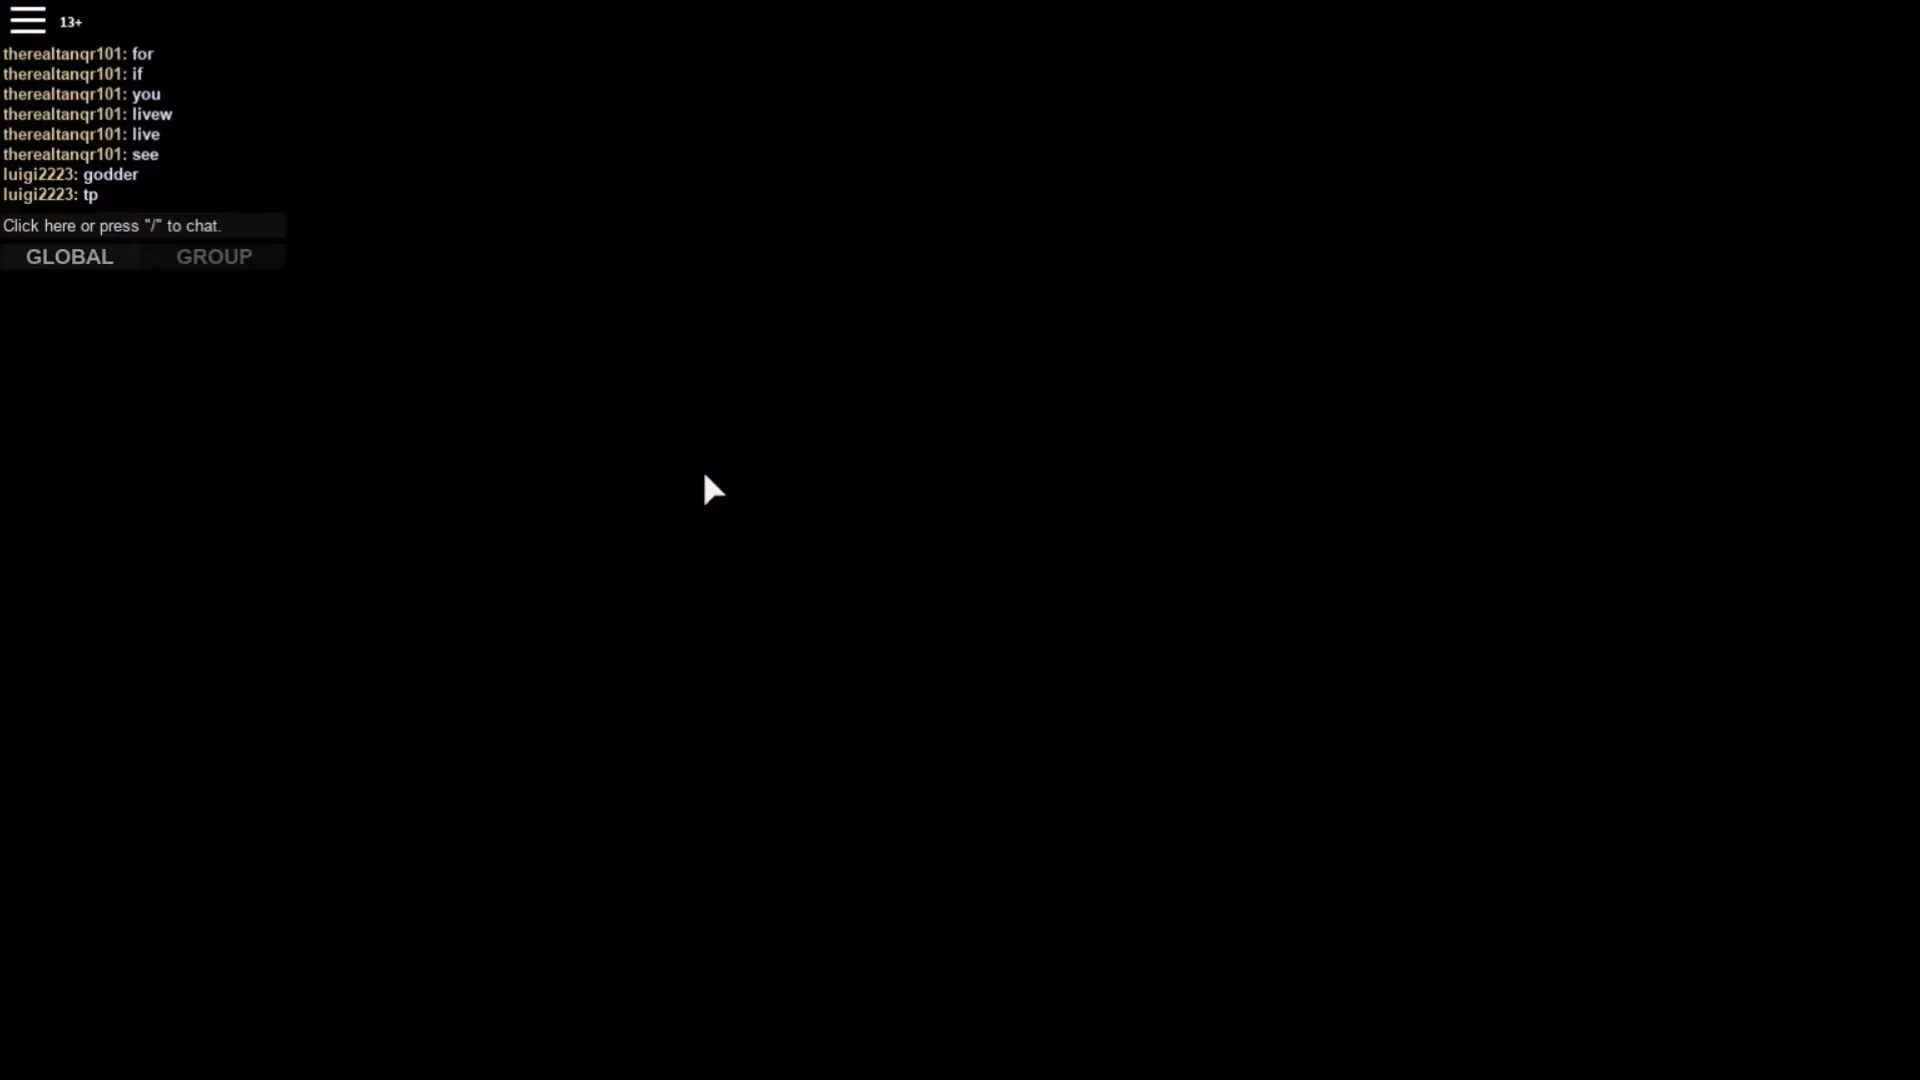 13+
therealtanqr101: for
therealtanqr101: if
therealtanqr101: you
therealtanqr101: livew
therealtanqr101: live
therealtanqr101: see
luigi2223: godder
luigi2223: tp
Click here or press "/" to chat.
GLOBAL GROUP